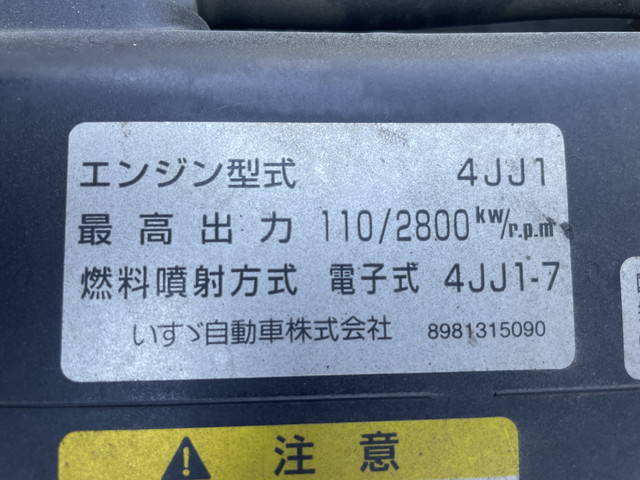 エンジン型式 4JJ1
最高出力 110/2800 kw/r.p.m
燃料噴射方式 電子式 4JJ1-7
いすゞ自動車株式会社 8981315090
注意